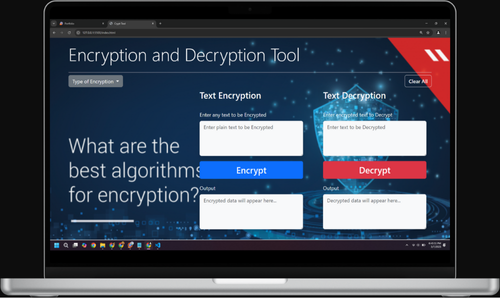 Encryption and Decryption Tool
Type of Encryption
Clear All
Text Encryption
Enter any text to be Encrypted
Enter plain text to be Encrypted
Encrypt
Output
Encrypted data will appear here...
Text Decryption
Enter encrypted text to Decrypt
Enter text to be Decrypted
Decrypt
Output
Decrypted data will appear here...
What are the
best algorithms
for encryption?